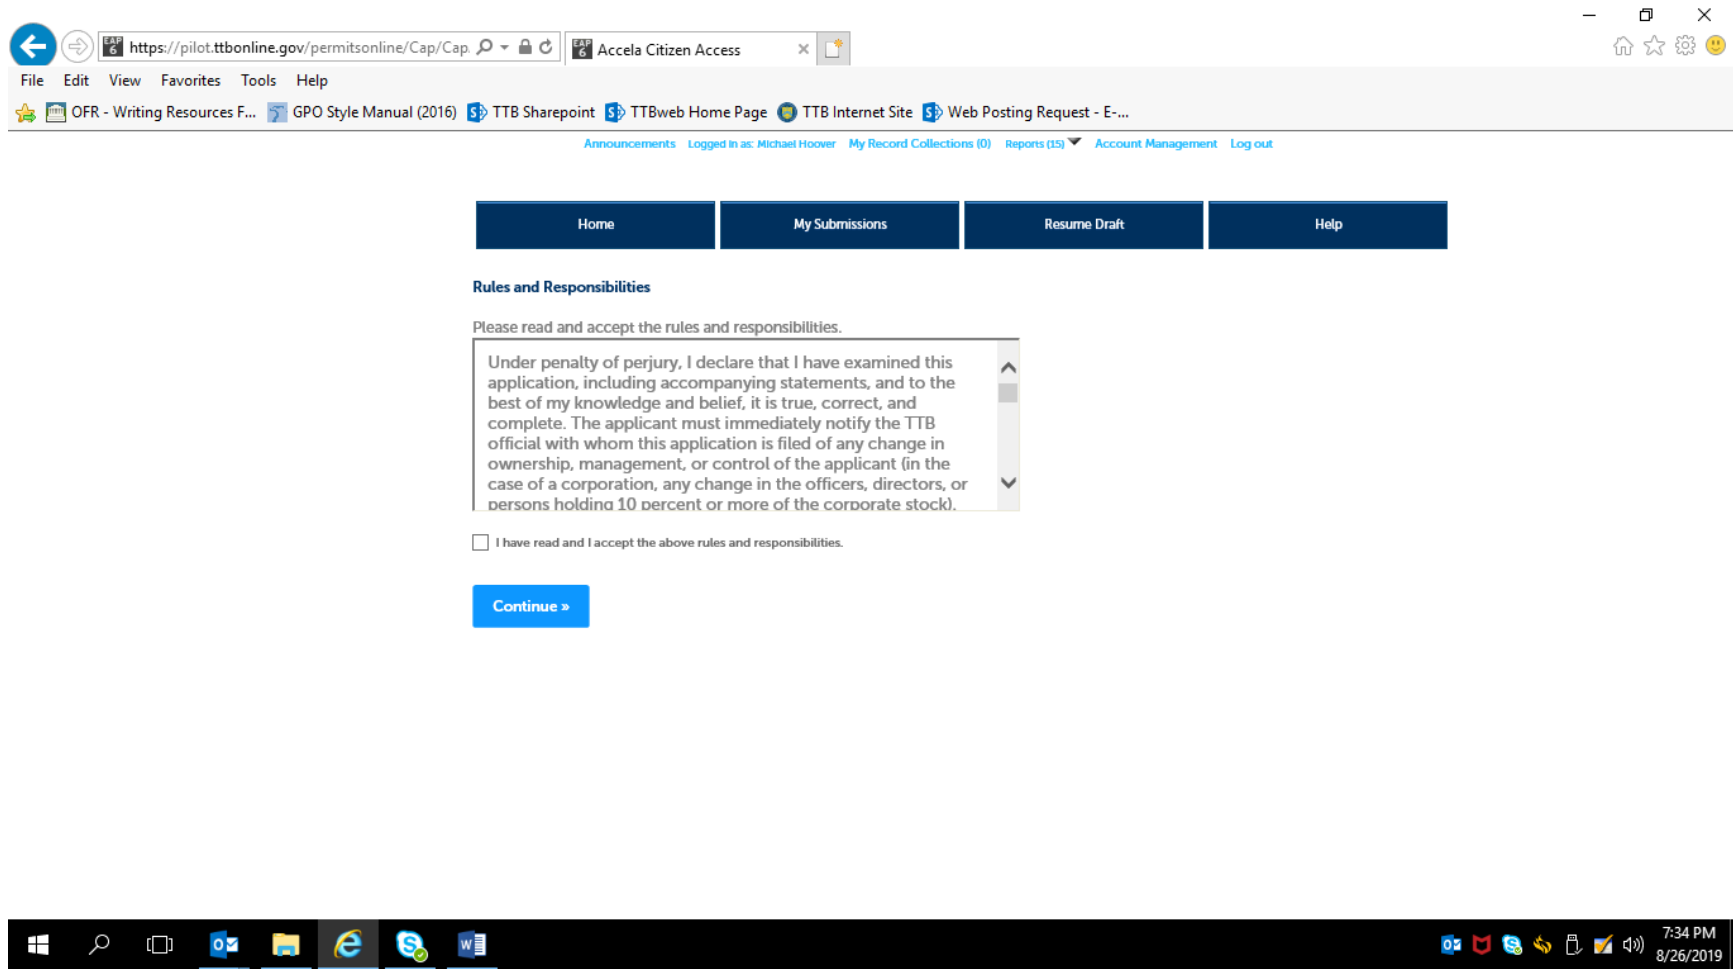 https://pilot.ttbonline.gov/permitsonline/Cap/Cap. Accela Citizen Access
File Edit View Favorites Tools Help
OFR - Writing Resources F... GPO Style Manual (2016) TTB Sharepoint TTBweb Home Page TTB Internet Site Web Posting Request - E-...
Announcements Logged in as: Michael Hoover My Record Collections (0) Reports (15) Account Management Log out
Home My Submissions Resume Draft Help
Rules and Responsibilities
Please read and accept the rules and responsibilities.
Under penalty of perjury, I declare that I have examined this
application, including accompanying statements, and to the
best of my knowledge and belief, it is true, correct, and
complete. The applicant must immediately notify the TTB
official with whom this application is filed of any change in
ownership, management, or control of the applicant (in the
case of a corporation, any change in the officers, directors, or
persons holding 10 percent or more of the corporate stock).
I have read and I accept the above rules and responsibilities.
Continue »
7:34 PM
8/26/2019